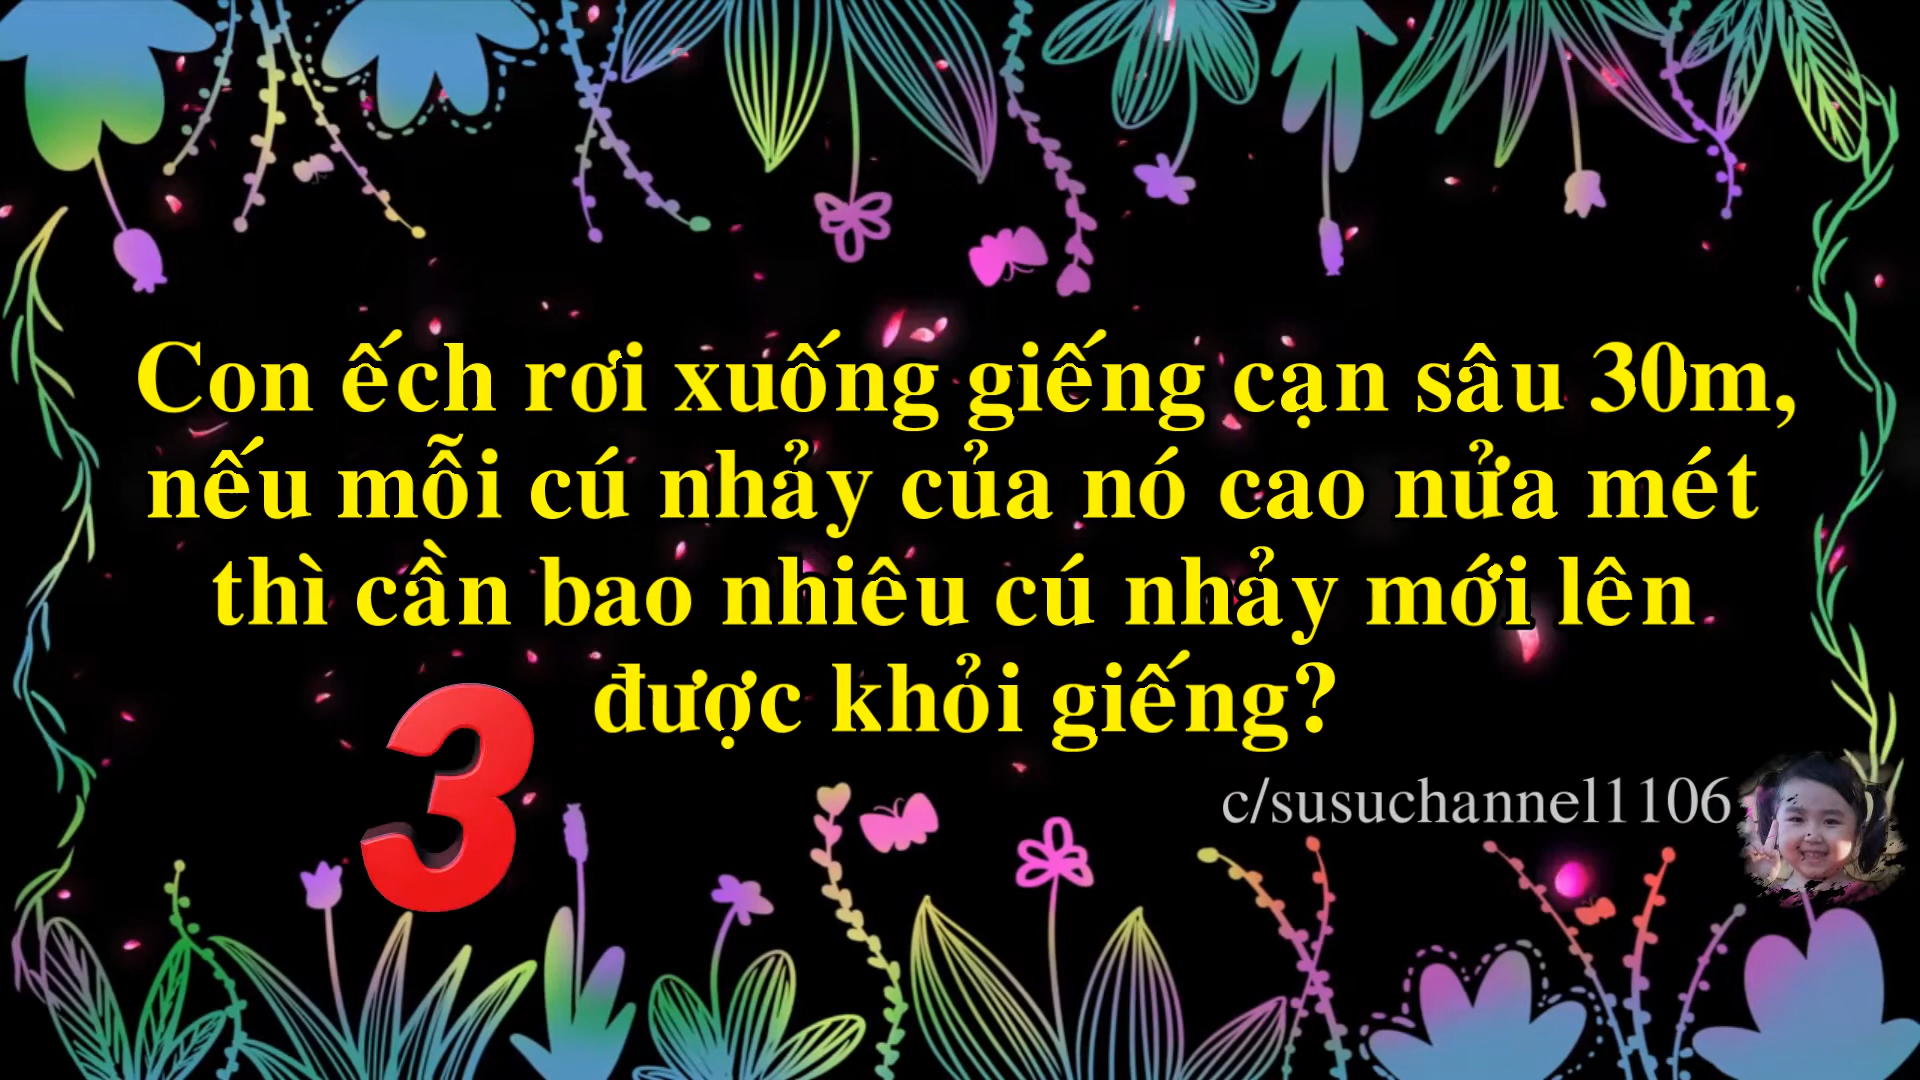 Con ếch rơi xuống giếng cạn sâu 30m,
nếu mỗi cú nhảy của nó cao nửa mét
thì cần bao nhiêu cú nhảy mới lên
được khỏi giếng?
3
c/susuchannel1106